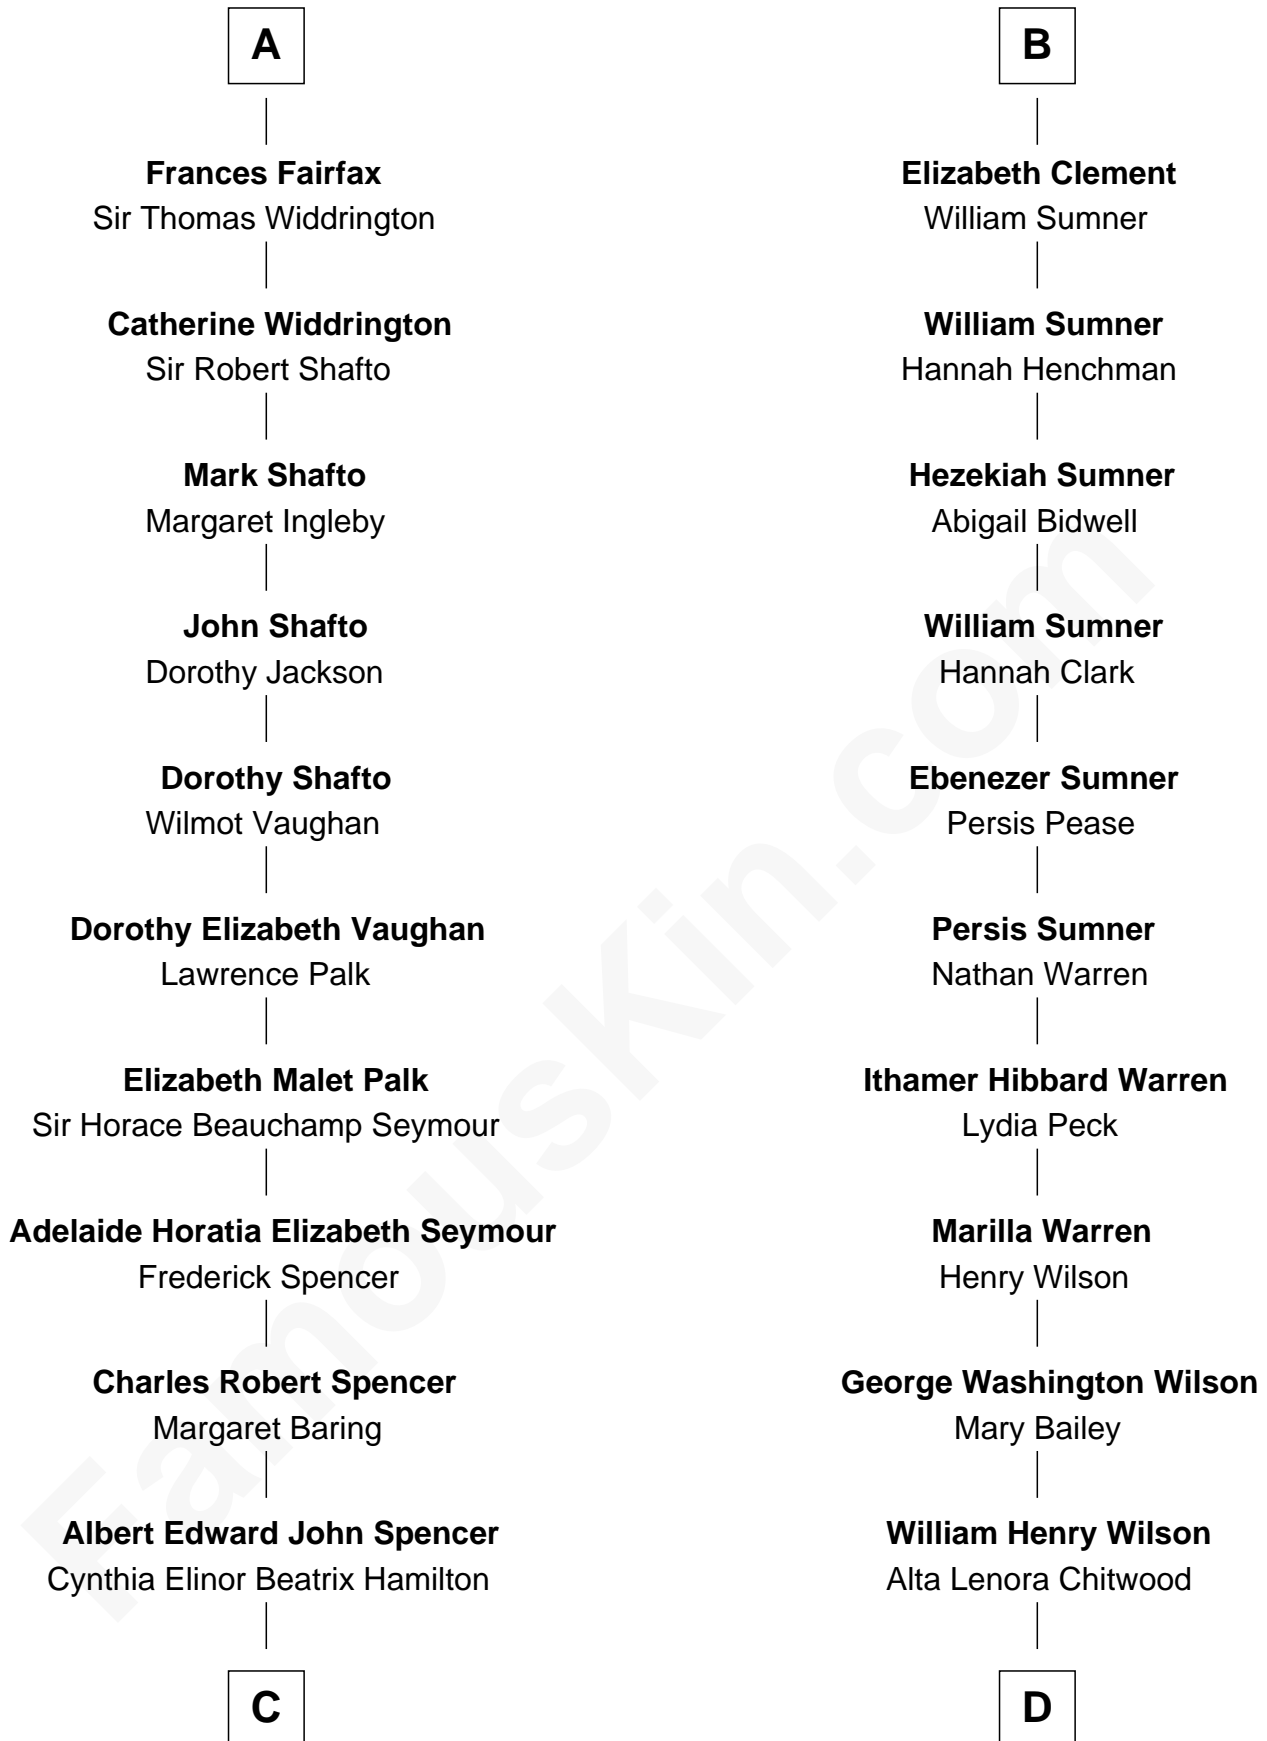 A
Frances Fairfax
Sir Thomas Widdrington
Catherine Widdrington
Sir Robert Shafto
Mark Shafto
Margaret Ingleby
John Shafto
Dorothy Jackson
Dorothy Shafto
Wilmot Vaughan
Dorothy Elizabeth Vaughan
Lawrence Palk
Elizabeth Malet Palk
Sir Horace Beauchamp Seymour
Adelaide Horatia Elizabeth Seymour
Frederick Spencer
Charles Robert Spencer
Margaret Baring
Albert Edward John Spencer
Cynthia Elinor Beatrix Hamilton
C
B
Elizabeth Clement
William Sumner
William Sumner
Hannah Henchman
Hezekiah Sumner
Abigail Bidwell
William Sumner
Hannah Clark
Ebenezer Sumner
Persis Pease
Persis Sumner
Nathan Warren
Ithamer Hibbard Warren
Lydia Peck
Marilla Warren
Henry Wilson
George Washington Wilson
Mary Bailey
William Henry Wilson
Alta Lenora Chitwood
D
FamousKin.com